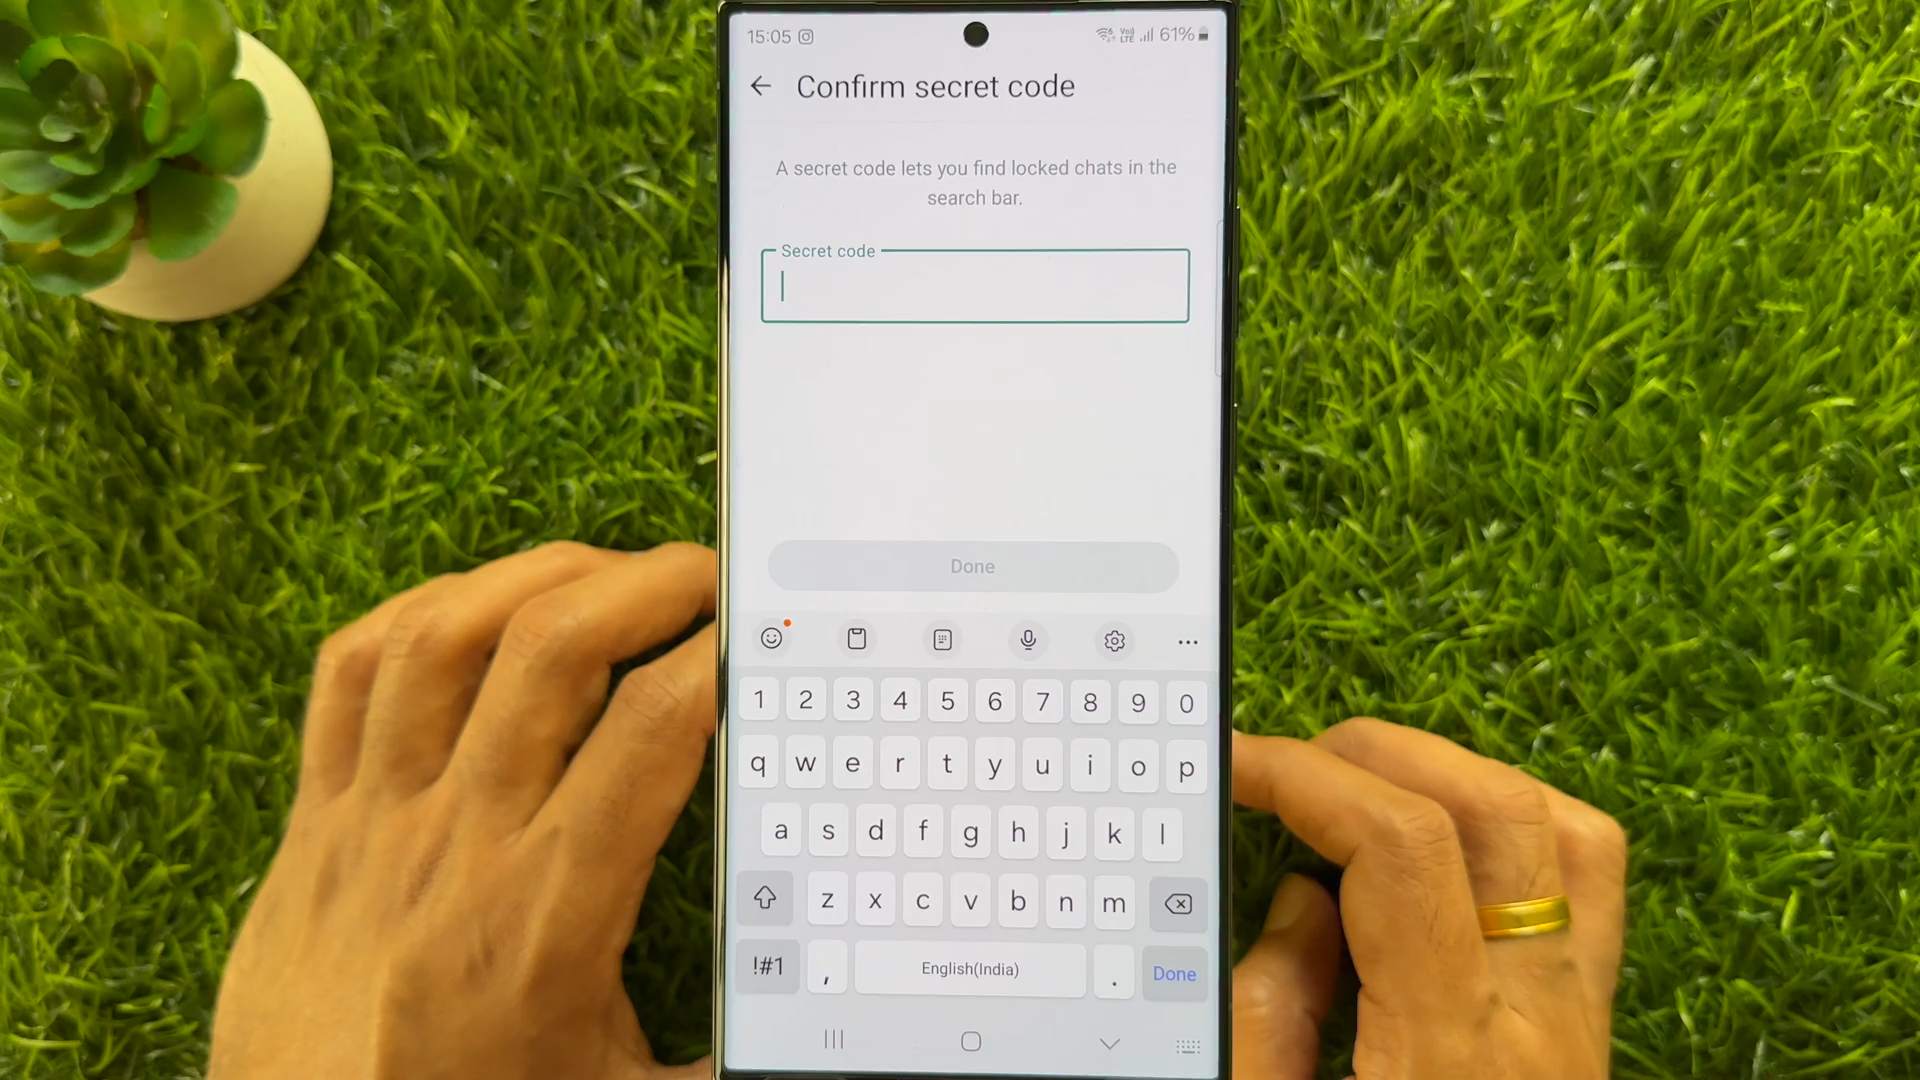 15:05 61%
Confirm secret code
A secret code lets you find locked chats in the
search bar.
Secret code
Done
1 2 3 4 5 6 7 8 9 0
q w e r t y u i o p
a s d f g h j k l
z x c v b n m
!#1 , English(India) . Done